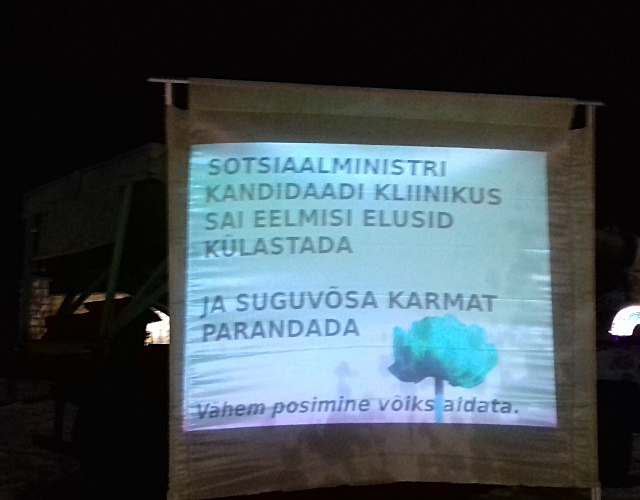 SOTSIAALMINISTRI
KANDIDAADI KLIINIKUS
SAI EELMISI ELUSID
KÜLASTADA
JA SUGUVÕSA KARMAT
PARANDADA
Vähem posimine võiks aidata.